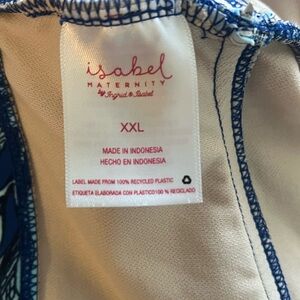 isabel
MATERNITY
by Ingrid & Isabel
XXL
MADE IN INDONESIA
HECHO EN INDONESIA
LABEL MADE FROM 100% RECYCLED PLASTIC
ETIQUETA ELABORADA CON PLASTICO100 % RECICLADO